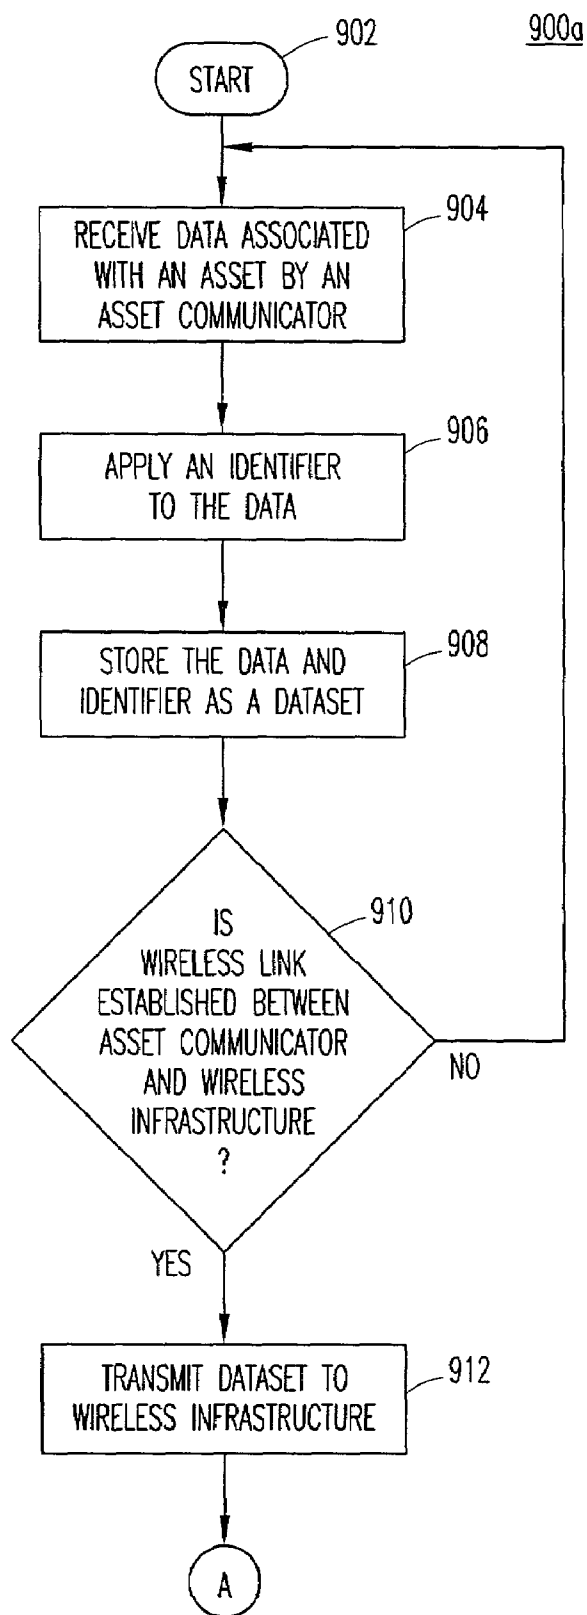 902
900a
START
904
RECEIVE DATA ASSOCIATED
WITH AN ASSET BY AN
ASSET COMMUNICATOR
906
APPLY AN IDENTIFIER
TO THE DATA
908
STORE THE DATA AND
IDENTIFIER AS A DATASET
910
IS
WIRELESS LINK
ESTABLISHED BETWEEN
ASSET COMMUNICATOR
AND WIRELESS
INFRASTRUCTURE
?
NO
YES
912
TRANSMIT DATASET TO
WIRELESS INFRASTRUCTURE
A